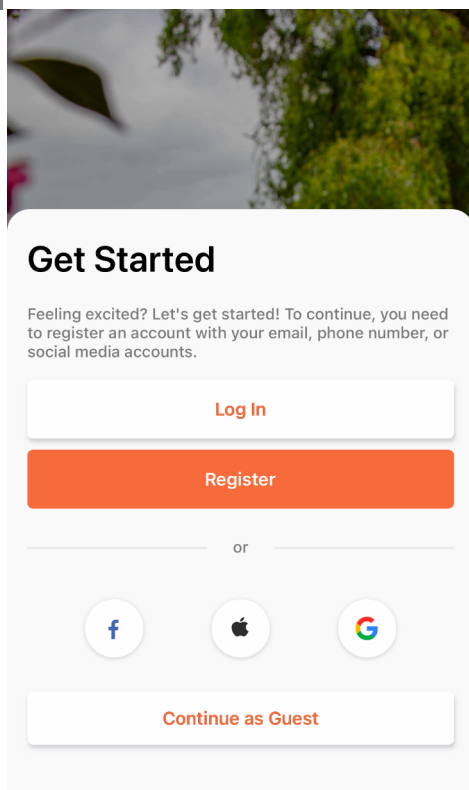 Get Started
Feeling excited? Let's get started! To continue, you need
to register an account with your email, phone number, or
social media accounts.
Log In
Register
or
Continue as Guest